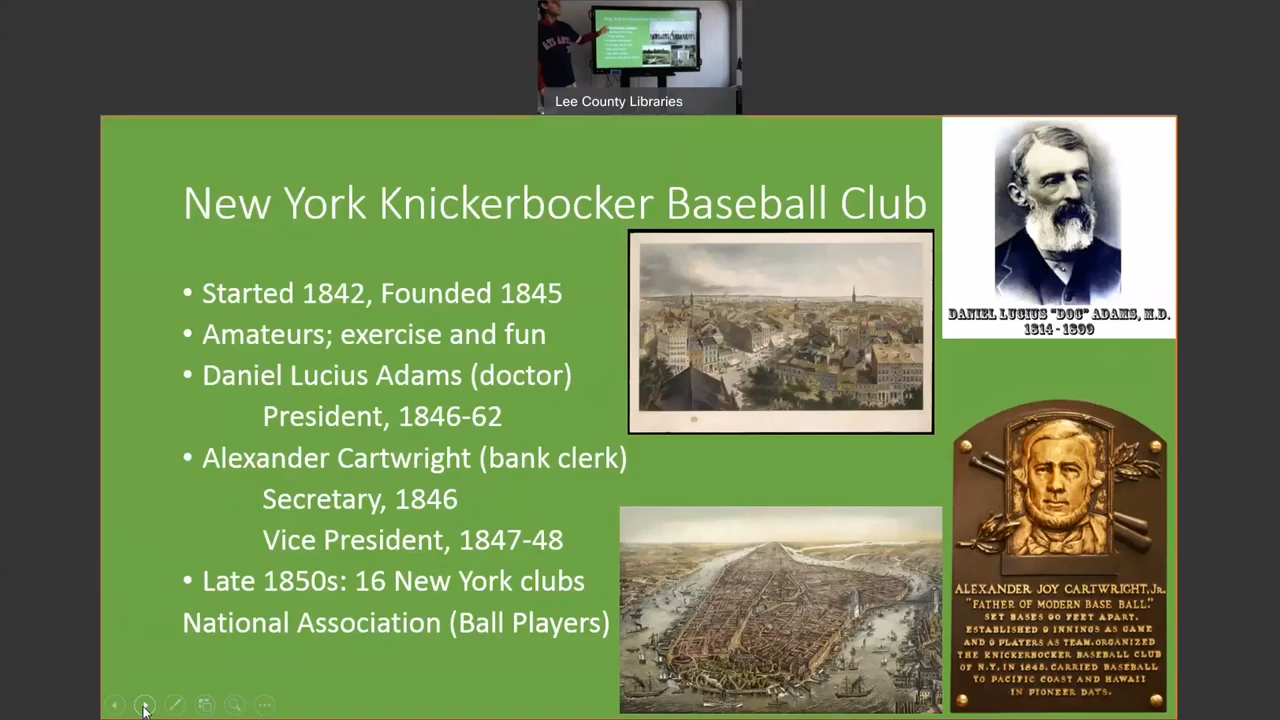 Lee County Libraries
New York Knickerbocker Baseball Club
• Started 1842, Founded 1845
• Amateurs; exercise and fun
• Daniel Lucius Adams (doctor)
President, 1846-62
• Alexander Cartwright (bank clerk)
Secretary, 1846
Vice President, 1847-48
• Late 1850s: 16 New York clubs
National Association (Ball Players)
DANIEL LUCIUS "DOC" ADAMS, M.D.
1814-1899
ALEXANDER JOY CARTWRIGHT, Jr.
"FATHER OF MODERN BASE BALL."
SET BASES 90 FEET APART.
ESTABLISHED 9 INNINGS AS GAME
AND 9 PLAYERS AS TEAM. ORGANIZED
THE KNICKERBOCKER BASEBALL CLUB
OF N.Y. IN 1845. CARRIED BASEBALL
TO PACIFIC COAST AND HAWAII
IN PIONEER DAYS.